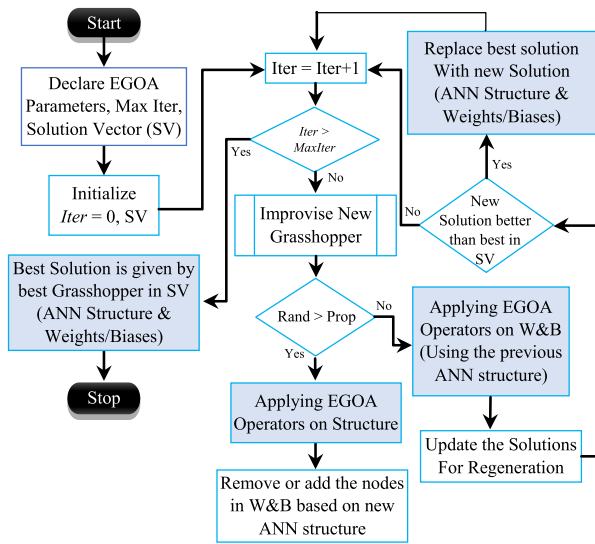 Start
Declare EGOA
Parameters, Max Iter,
Solution Vector (SV)
Initialize
Iter = 0, SV
Iter = Iter+1
Iter >
MaxIter
Yes
No
Improvise New
Grasshopper
Rand > Prop
No
Yes
Applying EGOA
Operators on Structure
Remove or add the nodes
in W&B based on new
ANN structure
Applying EGOA
Operators on W&B
(Using the previous
ANN structure)
Update the Solutions
For Regeneration
New
Solution better
than best in
SV
No
Yes
Replace best solution
With new Solution
(ANN Structure &
Weights/Biases)
Best Solution is given by
best Grasshopper in SV
(ANN Structure &
Weights/Biases)
Stop